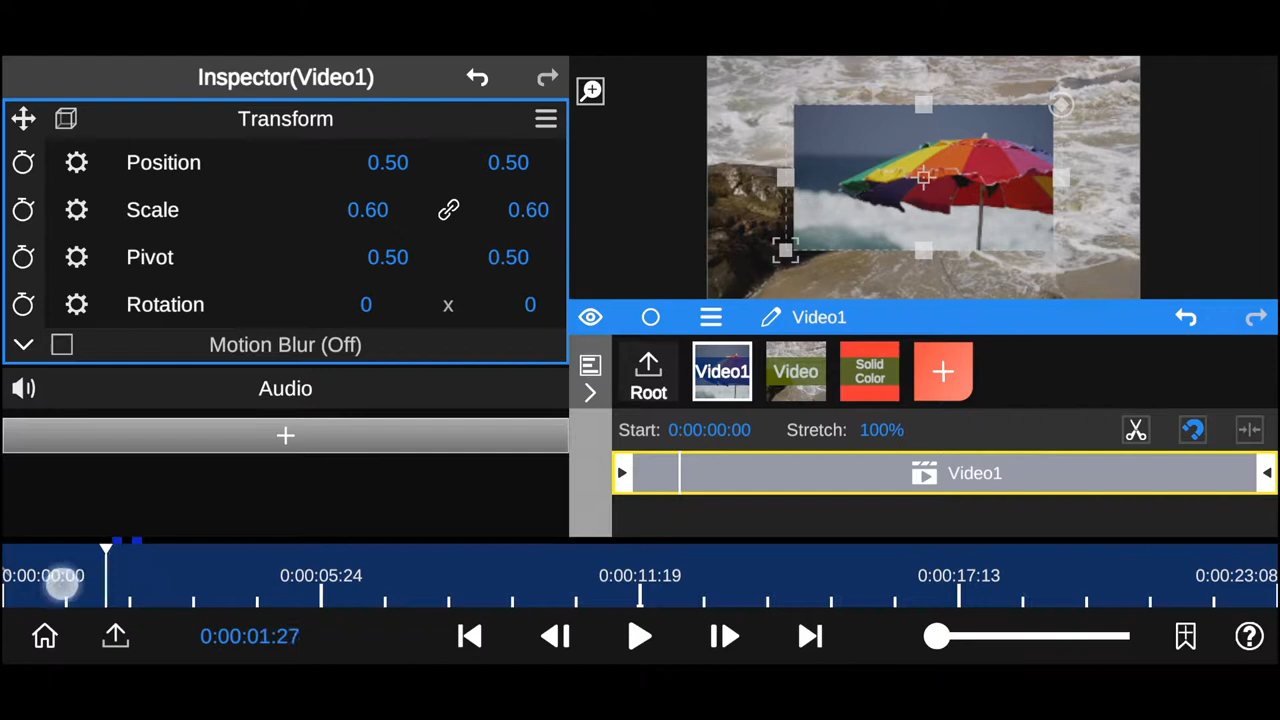 Inspector(Video1)
Transform
Position 0.50 0.50
Scale 0.60 0.60
Pivot 0.50 0.50
Rotation 0 x 0
Motion Blur (Off)
Audio
Video1
Root
Video1
Video
Solid
Color
Start: 0:00:00:00 Stretch: 100%
Video1
0:00:00:00 0:00:05:24 0:00:11:19 0:00:17:13 0:00:23:08
0:00:01:27